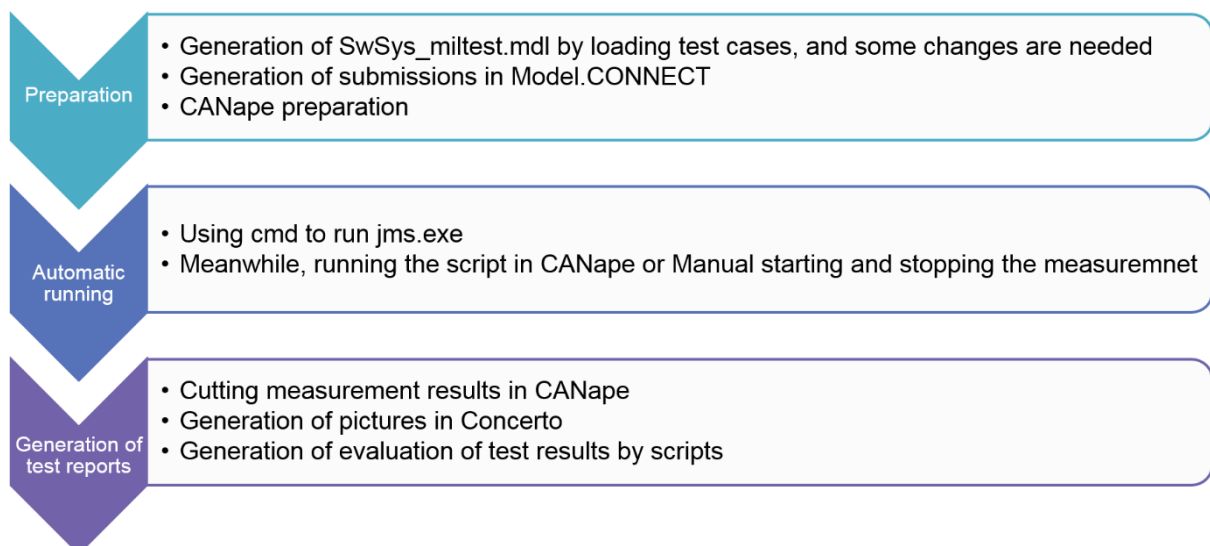 Preparation
• Generation of SwSys_miltest.mdl by loading test cases, and some changes are needed
• Generation of submissions in Model.CONNECT
• CANape preparation
Automatic
running
• Using cmd to run jms.exe
• Meanwhile, running the script in CANape or Manual starting and stopping the measuremnet
Generation of
test reports
• Cutting measurement results in CANape
• Generation of pictures in Concerto
• Generation of evaluation of test results by scripts